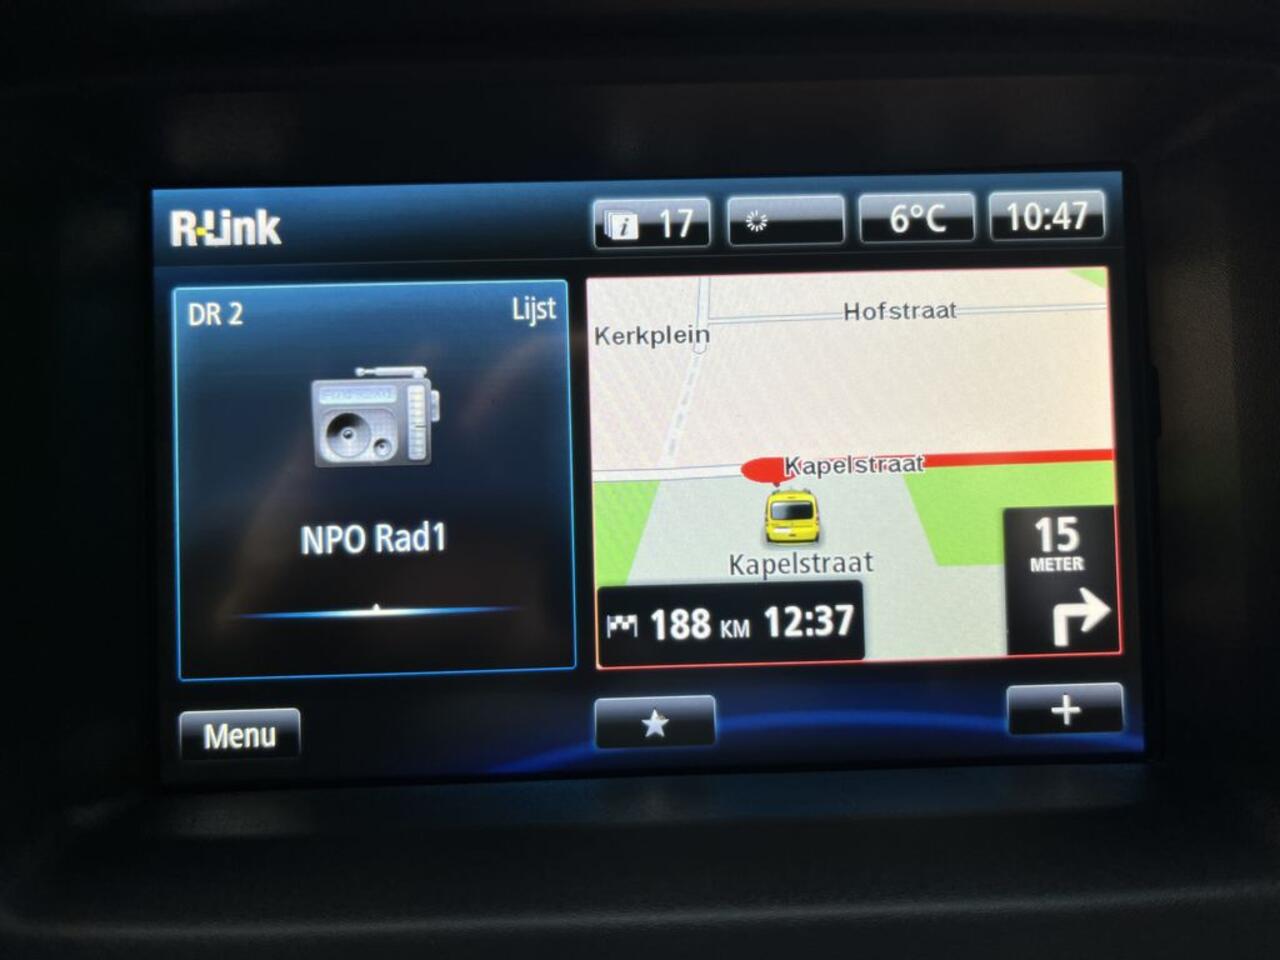 R-Link
17
6°C
10:47
DR 2
Lijst
NPO Rad1
Hofstraat
Kerkplein
Kapelstraat
Kapelstraat
15
METER
188 KM 12:37
Menu